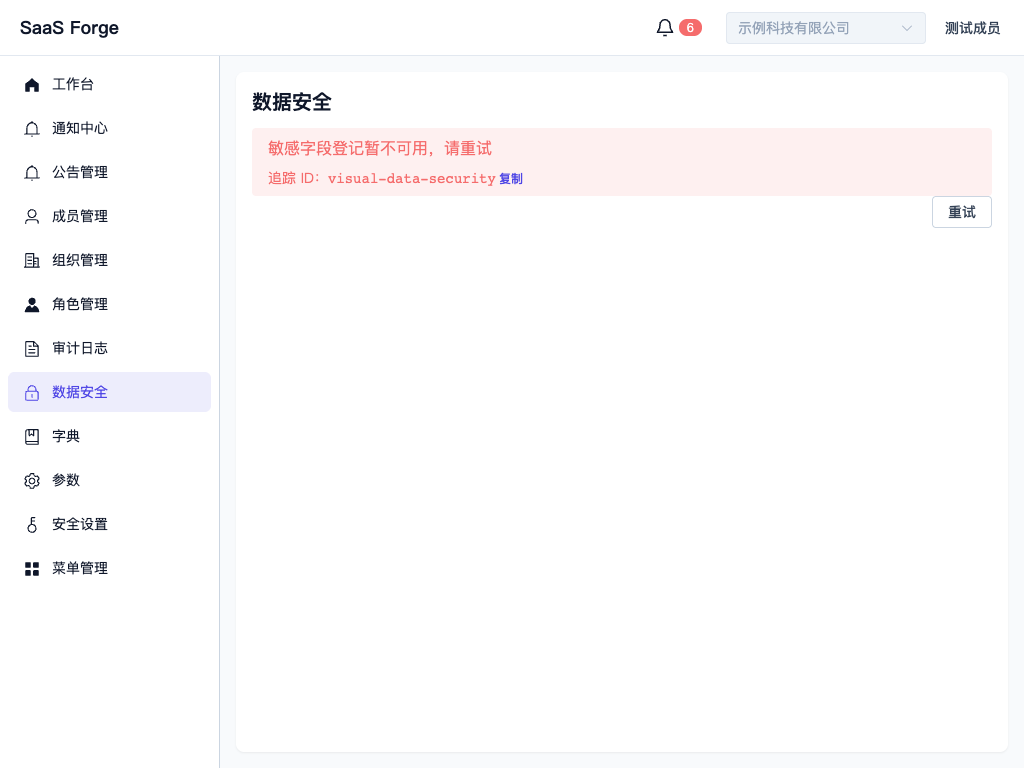 SaaS Forge
6
示例科技有限公司
测试成员
工作台
通知中心
公告管理
成员管理
组织管理
角色管理
审计日志
数据安全
字典
参数
安全设置
菜单管理
数据安全
敏感字段登记暂不可用，请重试
追踪 ID：visual-data-security 复制
重试